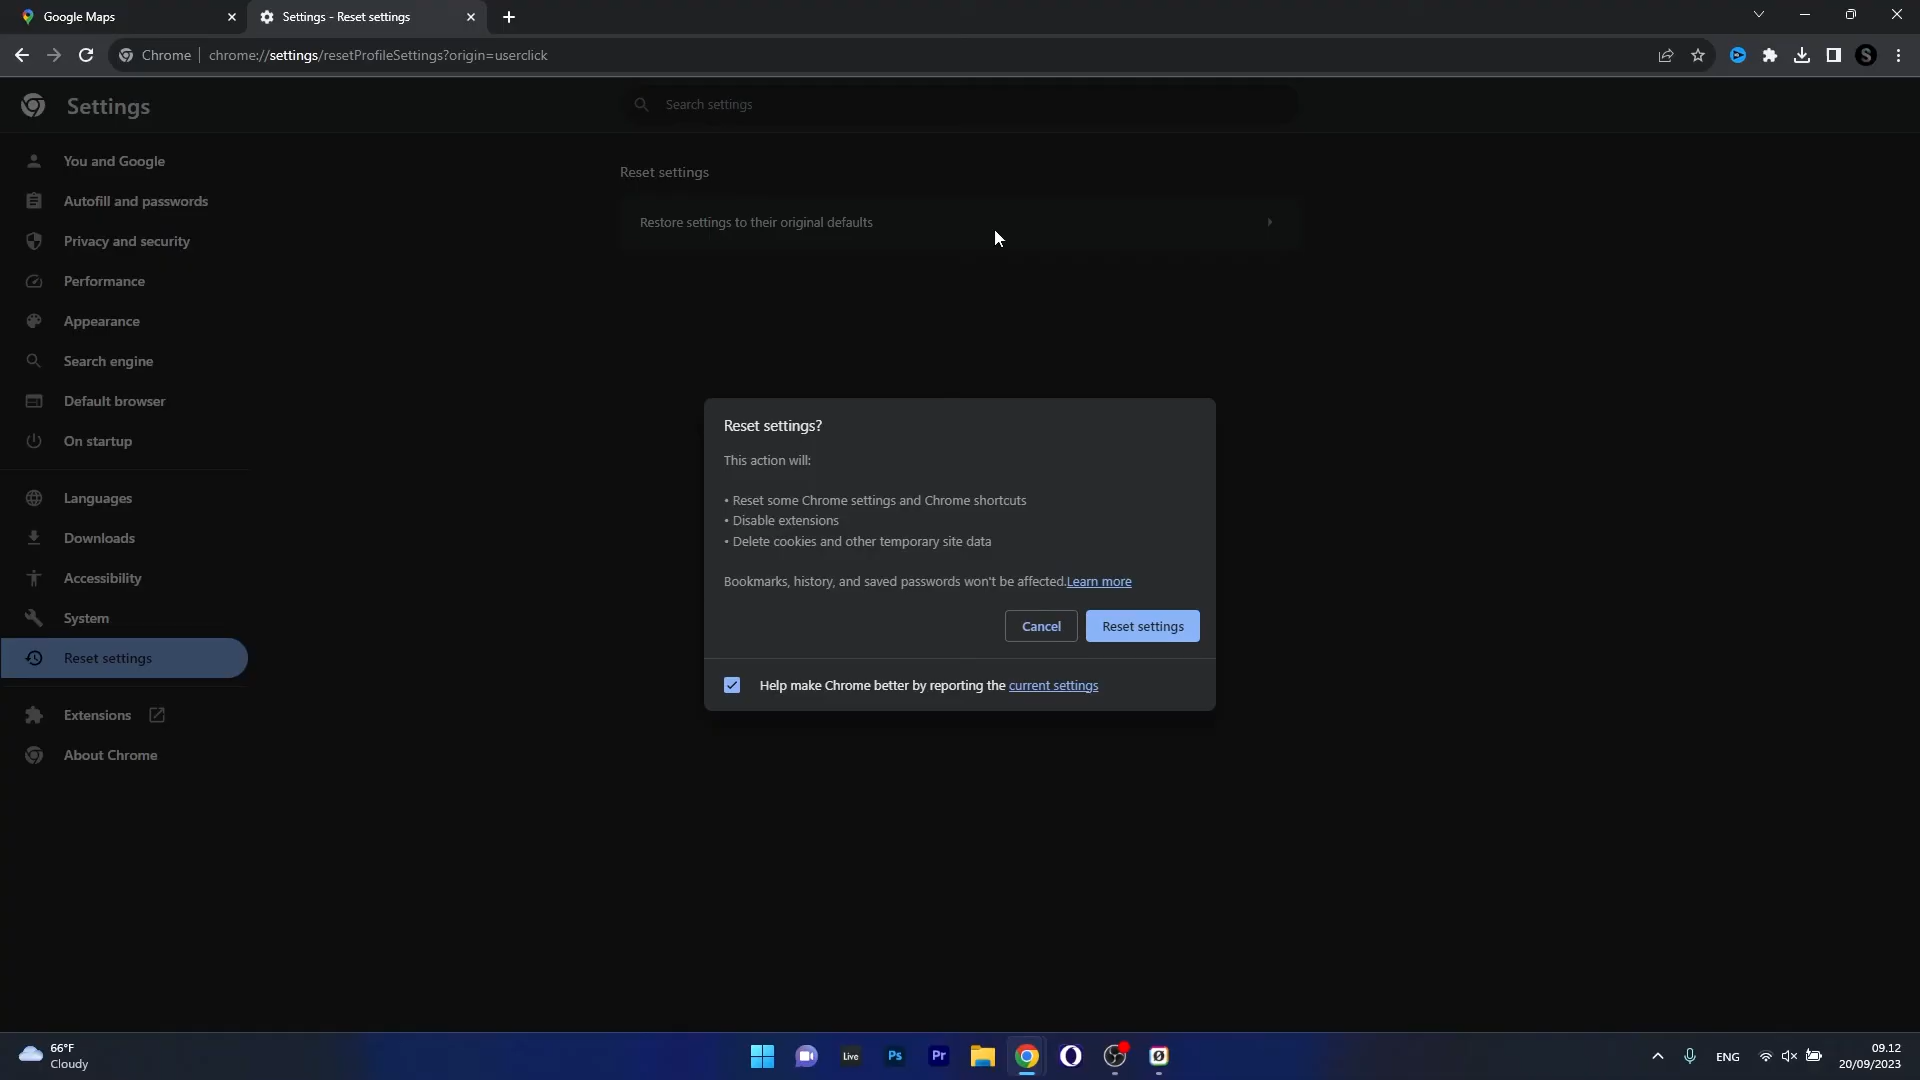 Google Maps
Settings - Reset settings
Chrome
chrome://settings/resetProfileSettings?origin=userclick
S
Settings
Search settings
You and Google
Autofill and passwords
Privacy and security
Performance
Appearance
Search engine
Default browser
On startup
Languages
Downloads
Accessibility
System
Reset settings
Extensions
About Chrome
Reset settings
Restore settings to their original defaults
Reset settings?
This action will:
• Reset some Chrome settings and Chrome shortcuts
• Disable extensions
• Delete cookies and other temporary site data
Bookmarks, history, and saved passwords won't be affected.Learn more
Cancel
Reset settings
Help make Chrome better by reporting the current settings
66°F
Cloudy
Live
Ps
Pr
ENG
09.12
20/09/2023